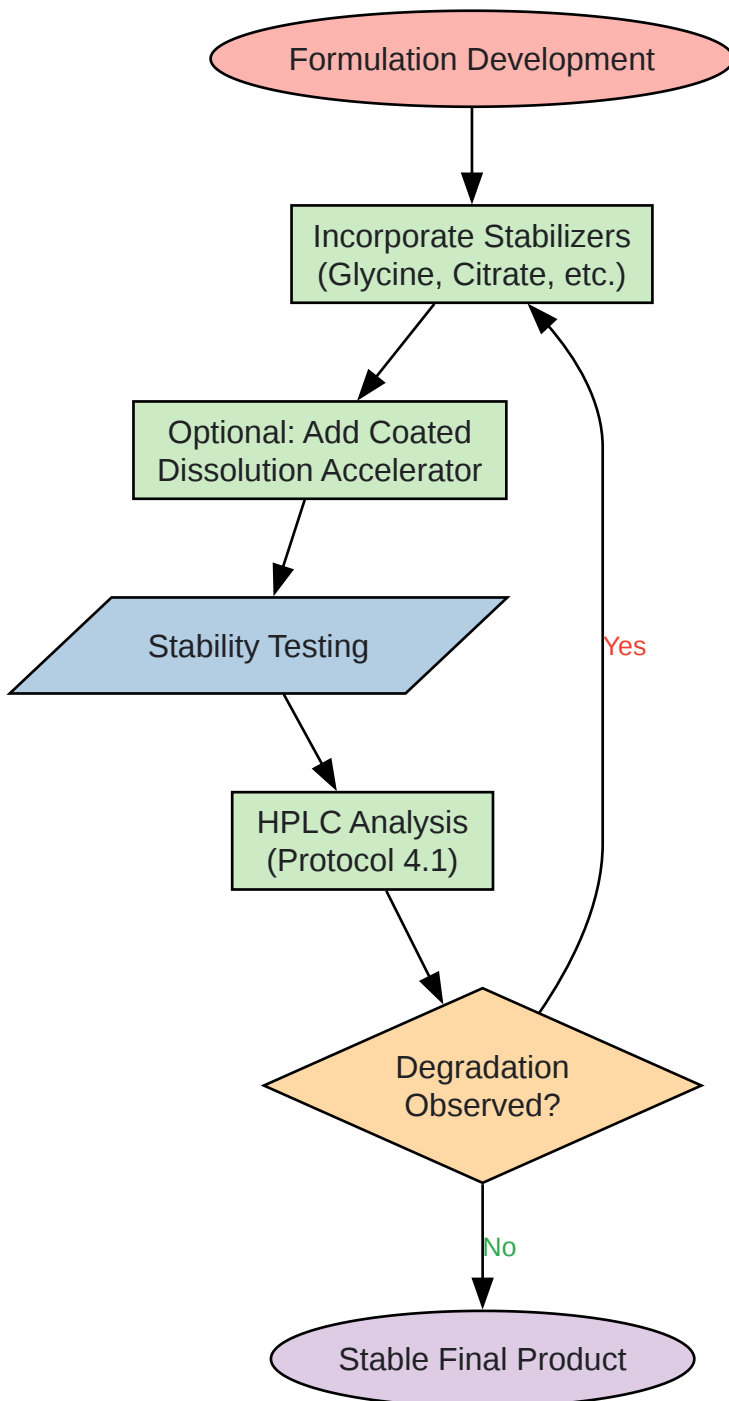 Formulation Development
Incorporate Stabilizers
(Glycine, Citrate, etc.)
Optional: Add Coated
Dissolution Accelerator
Stability Testing
Yes
HPLC Analysis
(Protocol 4.1)
Degradation
Observed?
No
Stable Final Product